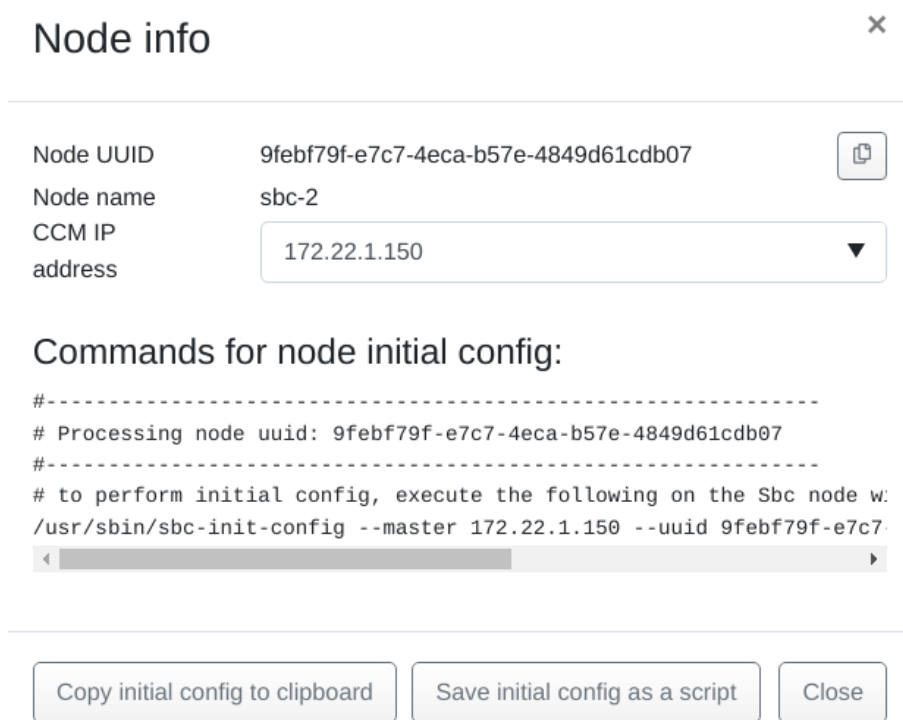 Node info
×
Node UUID 9febf79f-e7c7-4eca-b57e-4849d61cdb07
Node name sbc-2
CCM IP address 172.22.1.150
Commands for node initial config:
#--------------------------------------------------------------
# Processing node uuid: 9febf79f-e7c7-4eca-b57e-4849d61cdb07
#--------------------------------------------------------------
# to perform initial config, execute the following on the Sbc node
/usr/sbin/sbc-init-config --master 172.22.1.150 --uuid 9febf79f-e7c7-
Copy initial config to clipboard Save initial config as a script Close